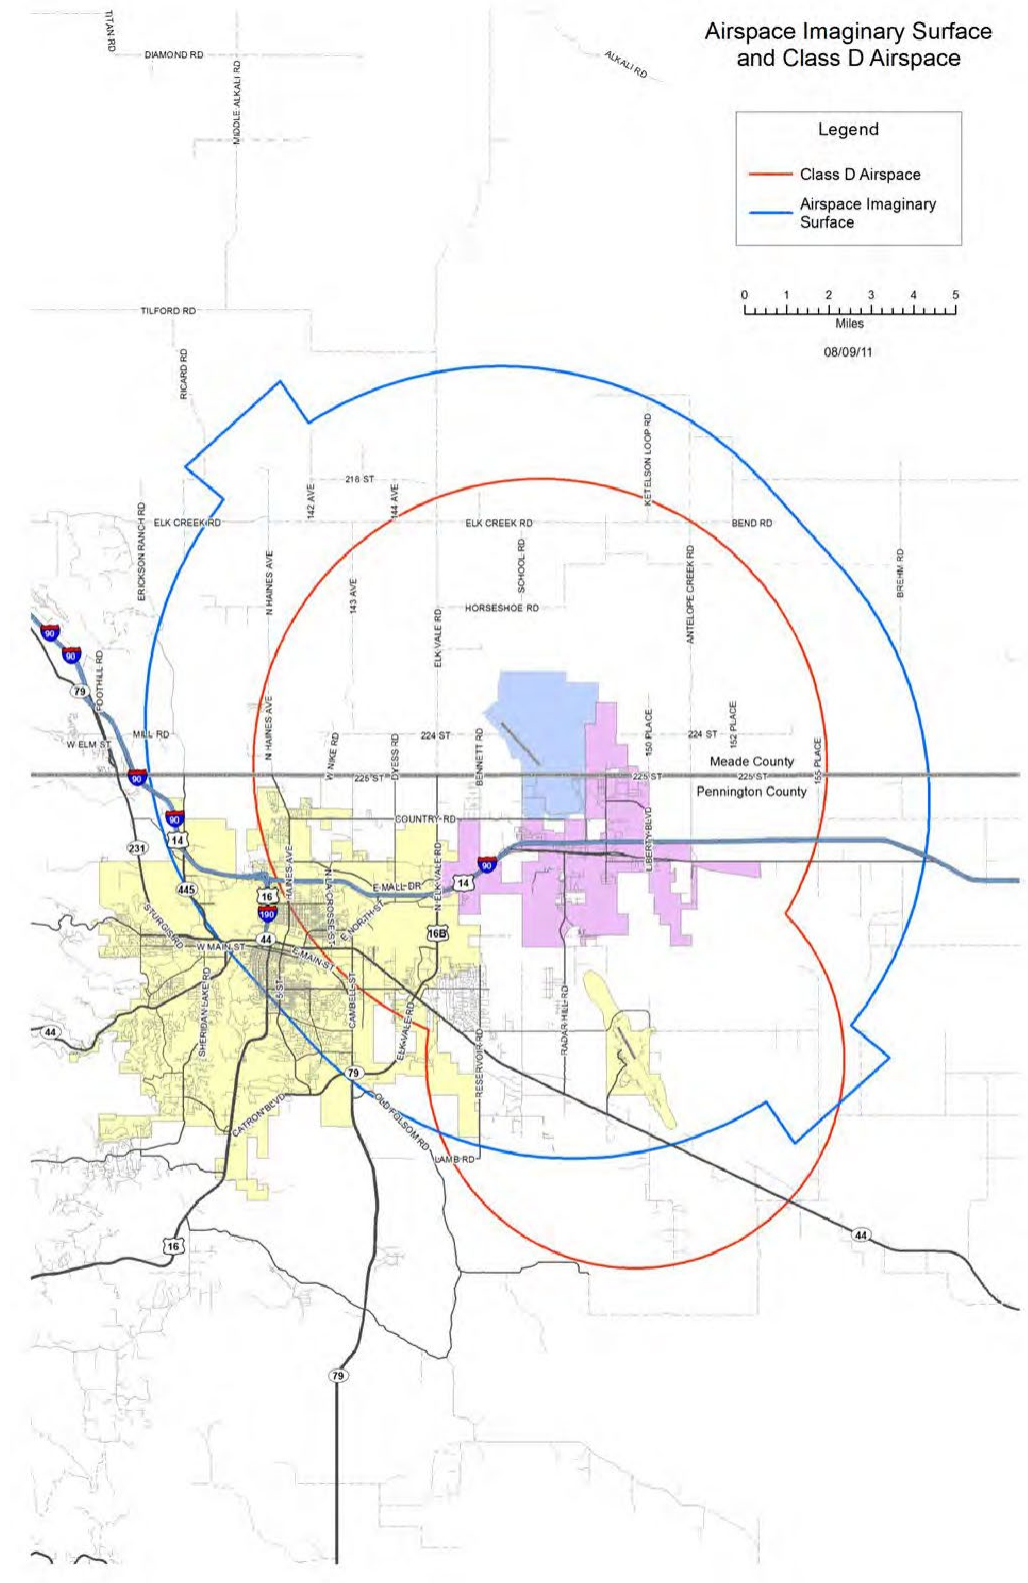 Airspace Imaginary Surface
and Class D Airspace
Legend
Class D Airspace
Airspace Imaginary
Surface
0 1 2 3 4 5
Miles
08/09/11
TITAN RD
DIAMOND RD
MIDDLE ALKALI RD
ALKALI RD
TILFORD RD
RICARD RD
KETELSON LOOP RD
218 ST
142 AVE
144 AVE
ERICKSON RANCH RD
ELK CREEK RD
ELK CREEK RD
BEND RD
N HAINES AVE
143 AVE
SCHOOL RD
ANTELOPE CREEK RD
BREHM RD
HORSESHOE RD
ELK VALE RD
90
90
79
FOOTHILL RD
N HAINES AVE
MILL RD
W ELM ST
W NIKE RD
DYESS RD
224 ST
BENNETT RD
150 PLACE
224 ST
152 PLACE
155 PLACE
Meade County
90
225 ST
225 ST
225 ST
Pennington County
90
COUNTRY RD
LIBERTY BLVD
14
231
HAINES AVE
N ELK VALE RD
90
445
16
N LA CROSSE ST
E MALL DR
14
190
E NORTH ST
STURGIS RD
44
16B
W MAIN ST
E MAIN ST
SHERIDAN LAKE RD
5 ST
CAMBELL ST
ELK VALE RD
RESERVOIR RD
RADAR HILL RD
44
79
CATRON BLVD
OLD FOLSOM RD
LAMB RD
16
44
79